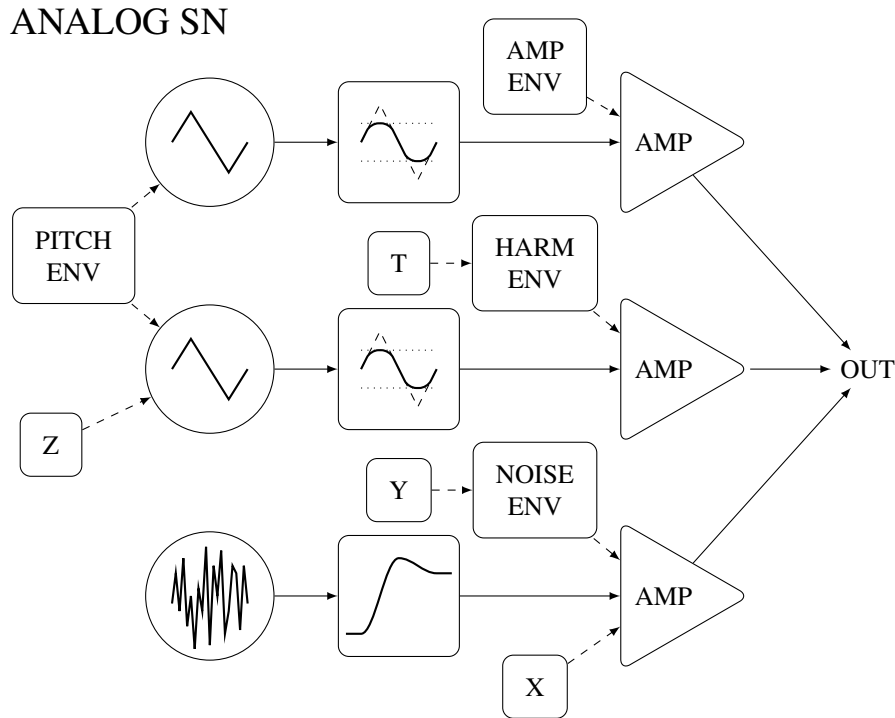 ANALOG SN
AMP
ENV
AMP
PITCH
ENV
T
HARM
ENV
AMP
OUT
Z
Y
NOISE
ENV
AMP
X